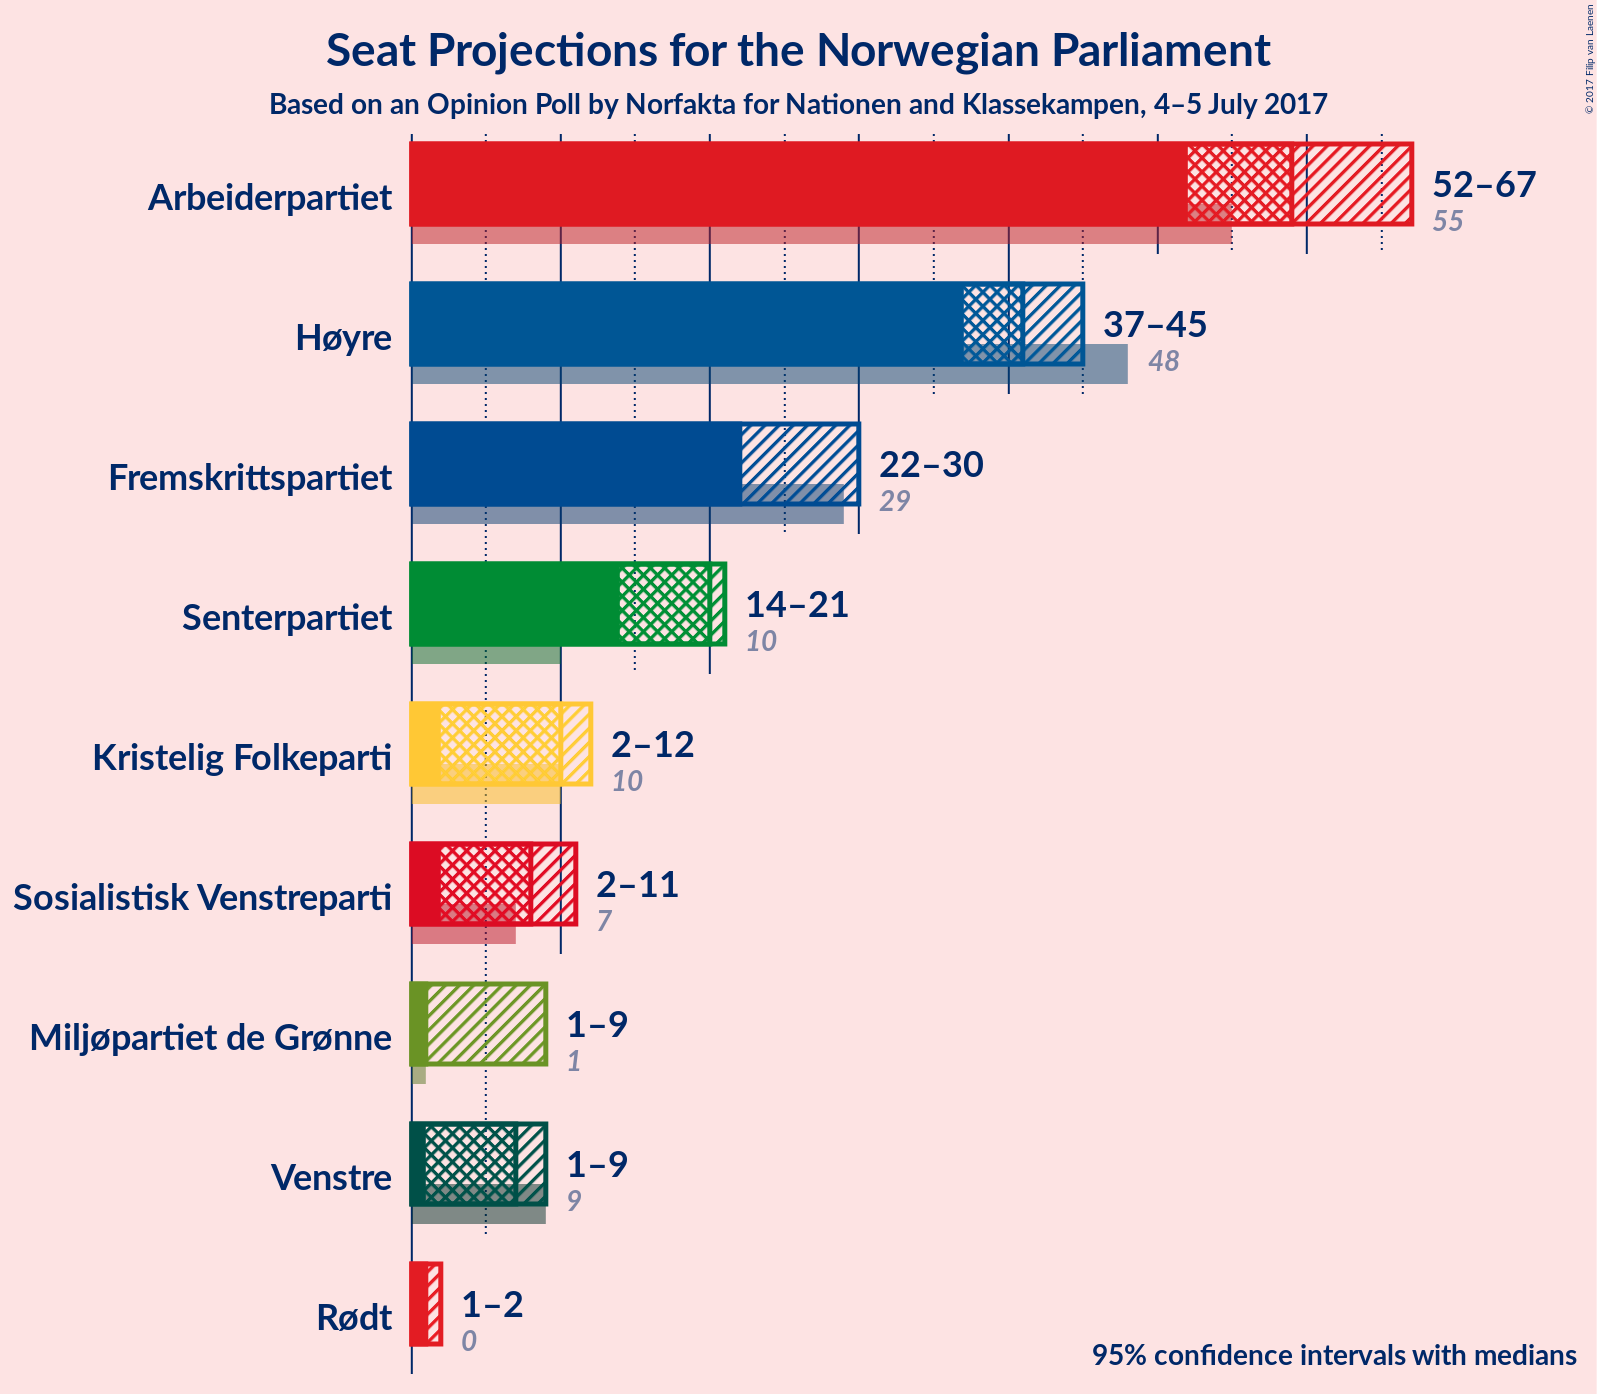 Seat Projections for the Norwegian Parliament
Based on an Opinion Poll by Norfakta for Nationen and Klassekampen, 4–5 July 2017
© 2017 Filip van Laenen
Arbeiderpartiet
52–67
55
Høyre
37–45
48
Fremskrittspartiet
22–30
29
Senterpartiet
14–21
10
Kristelig Folkeparti
2–12
10
Sosialistisk Venstreparti
2–11
7
Miljøpartiet de Grønne
1–9
1
Venstre
1–9
9
Rødt
1–2
0
95% confidence intervals with medians